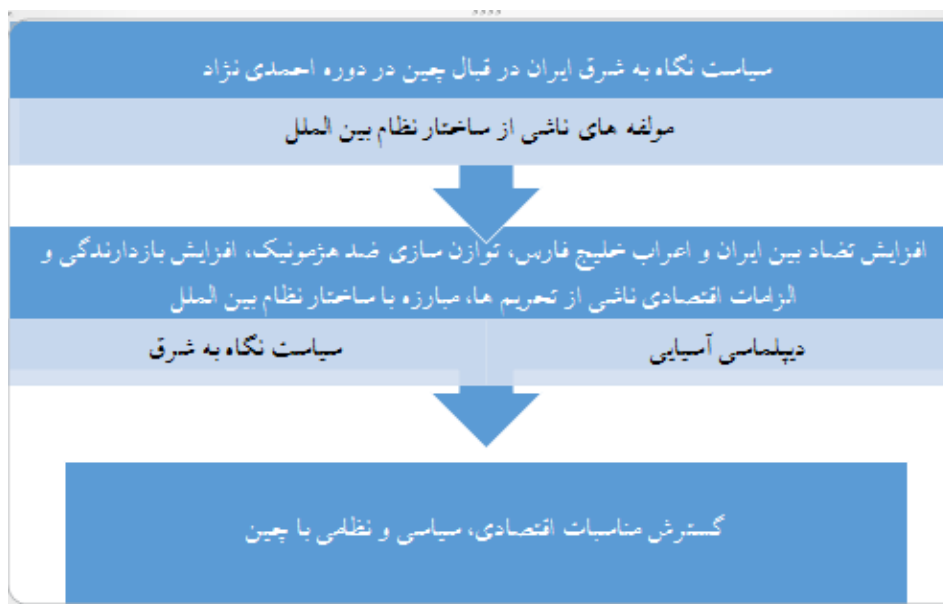 سیاست نگاه به شرق ایران در قبال چین در دوره احمدی نژاد
مولفه های ناشی از ساختار نظام بین الملل
افزایش تضاد بین ایران و اعراب خلیج فارس، توازن سازی ضد هژمونیک، افزایش بازدارندگی و
الزامات اقتصادی ناشی از تحریم ها، مبارزه با ساختار نظام بین الملل
دیپلماسی آسیایی
سیاست نگاه به شرق
گسترش مناسبات اقتصادی، سیاسی و نظامی با چین